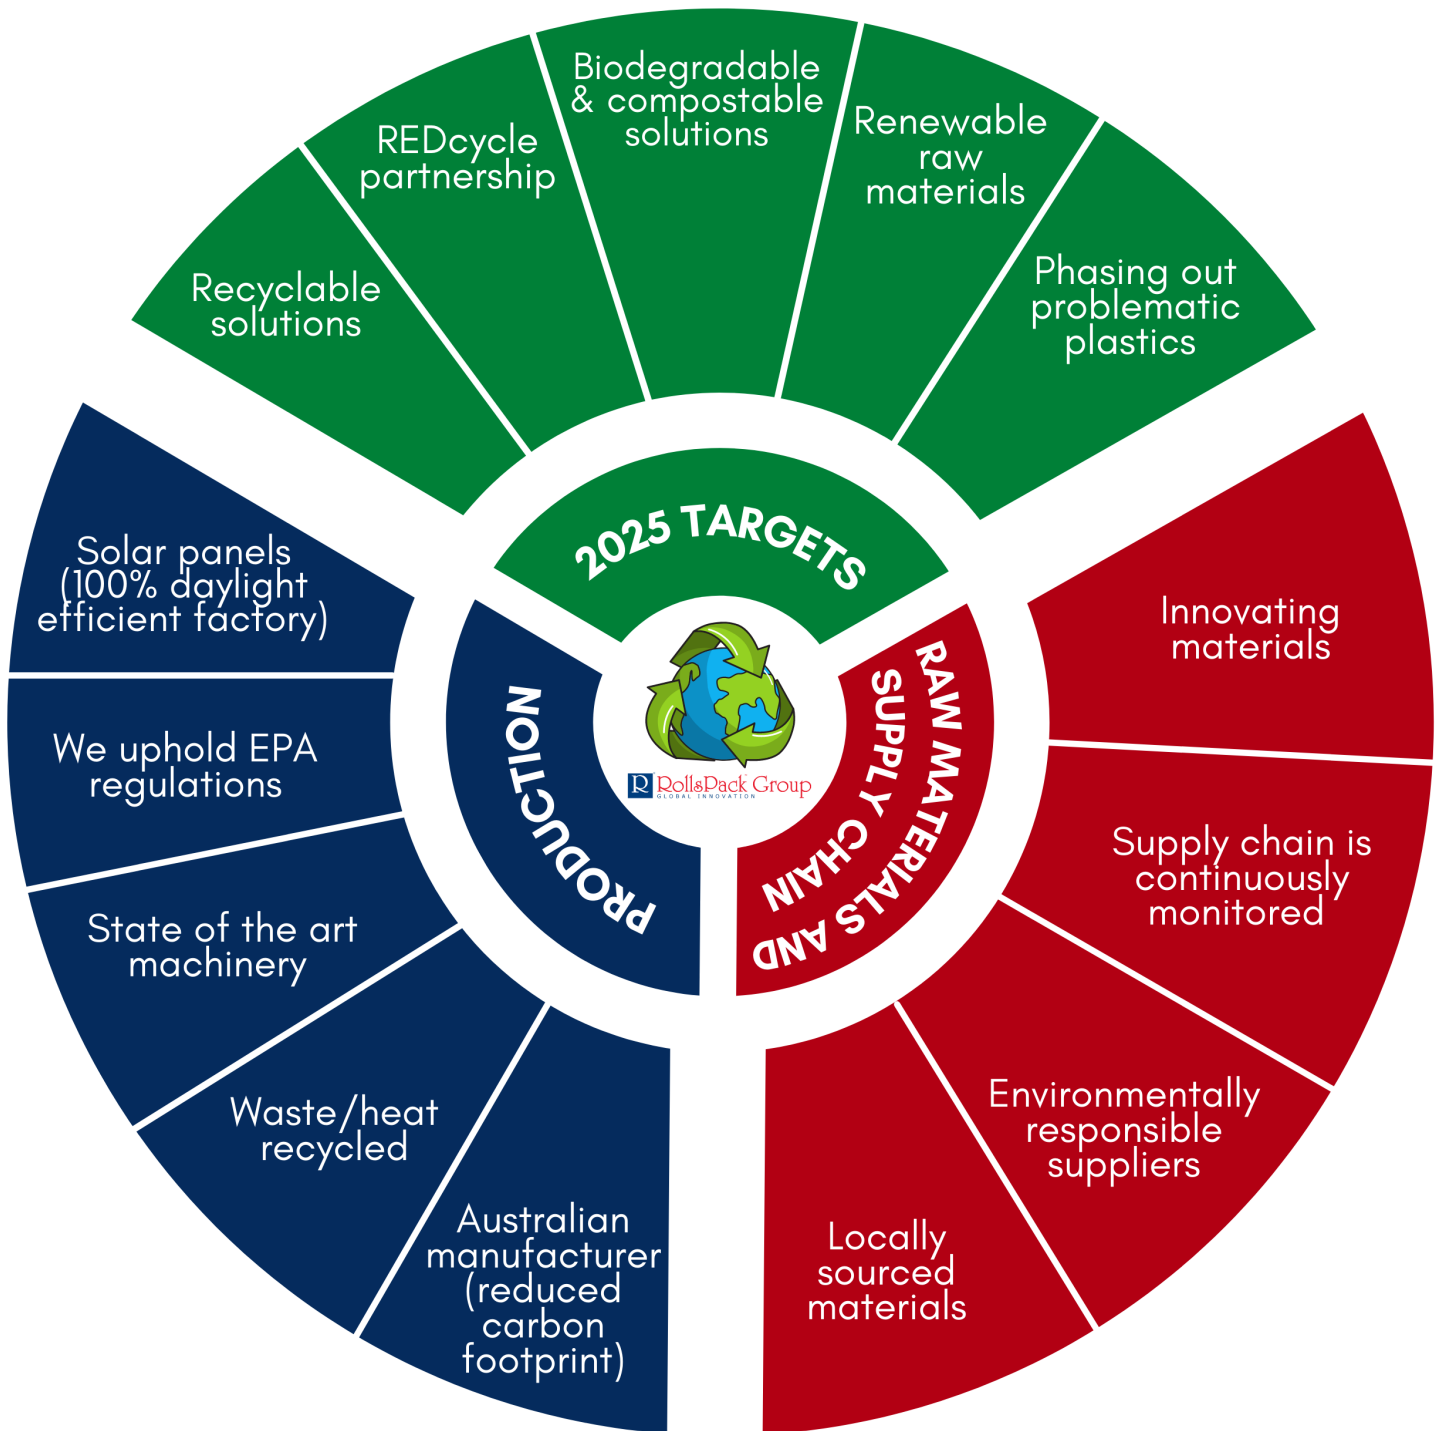 Biodegradable
& compostable
solutions
REDcycle
partnership
Renewable
raw
materials
Recyclable
solutions
Phasing out
problematic
plastics
2025 TARGETS
Solar panels
(100% daylight
efficient factory)
We uphold EPA
regulations
State of the art
machinery
Waste/heat
recycled
Australian
manufacturer
(reduced
carbon
footprint)
PRODUCTION
R RollsPack Group
GLOBAL INNOVATION
RAW MATERIALS AND
SUPPLY CHAIN
Innovating
materials
Supply chain is
continuously
monitored
Environmentally
responsible
suppliers
Locally
sourced
materials